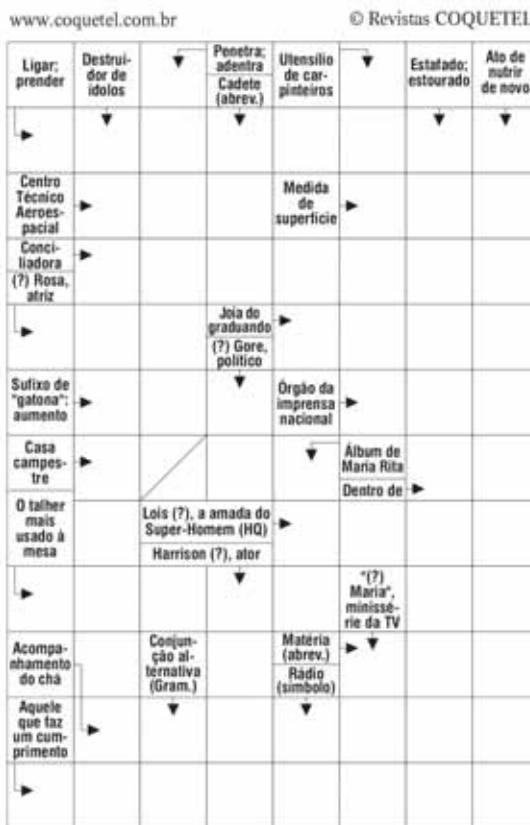 www.coquetel.com.br
© Revistas COQUETEL
Ligar;
prender
Destrui-
dor de
ídolos
Penetra;
adentra
Cadete
(abrev.)
Utensílio
de car-
pinteiros
Estafado;
estourado
Ato de
nutrir
de novo
Centro
Técnico
Aeroes-
pacial
Medida
de
superfície
Conci-
liadora
(?) Rosa,
atriz
Joia do
graduando
(?) Gore,
político
Sufixo de
"gatona":
aumento
Órgão da
imprensa
nacional
Casa
campes-
tre
Álbum de
Maria Rita
Dentro de
O talher
mais
usado à
mesa
Lois (?), a amada do
Super-Homem (HQ)
Harrison (?), ator
"(?)
Maria",
minissé-
rie da TV
Acompa-
nhamento
do chá
Conjun-
ção al-
ternativa
(Gram.)
Matéria
(abrev.)
Rádio
(símbolo)
Aquele
que faz
um cum-
primento